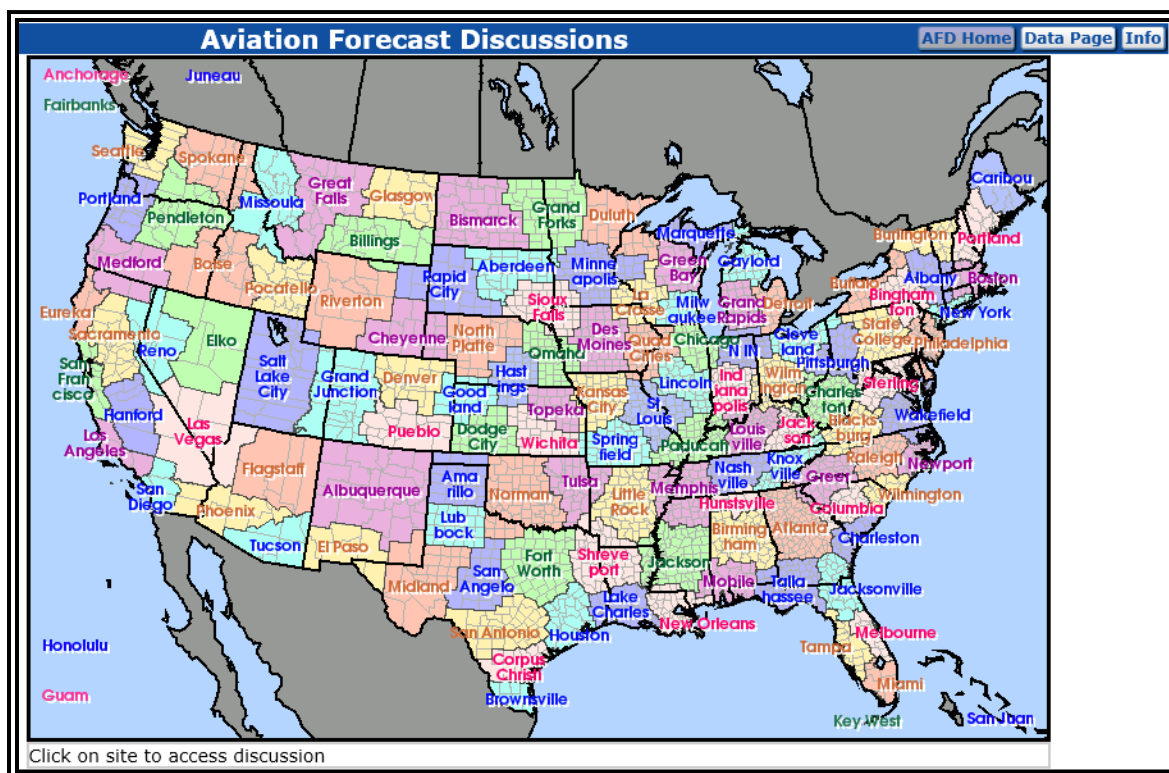 Aviation Forecast Discussions
AFD Home
Data Page
Info
Anchorage
Juneau
Fairbanks
Seattle
Spokane
Portland
Pendleton
Missoula
Great
Falls
Glasgow
Billings
Bismarck
Grand
Forks
Duluth
Marquette
Caribou
Burlington
Portland
Medford
Boise
Pocatello
Riverton
Rapid
City
Aberdeen
Minne
apolis
Green
Bay
Gaylord
Buffalo
Albany
Boston
Bingham
ton
New York
Eureka
Sacramento
Reno
Elko
Salt
Lake
City
Cheyenne
North
Platte
Sioux
Falls
Des
Moines
La
Crosse
Milw
aukee
Grand
Rapids
Detroit
Cleve
land
State
College
Philadelphia
Pittsburgh
San
Fran
cisco
Hanford
Las
Vegas
Grand
Junction
Denver
Good
land
Hast
ings
Omaha
Quad
Cities
Chicago
N IN
Ind
ianap
olis
Wilm
ington
Charles
ton
Sterling
Wakefield
Los
Angeles
San
Diego
Pueblo
Dodge
City
Topeka
Wichita
Kansas
City
St
Louis
Lincoln
Spring
field
Paducah
Louis
ville
Jack
son
Blacks
burg
Raleigh
Newport
Flagstaff
Phoenix
Tucson
Albuquerque
El Paso
Ama
rillo
Lub
bock
Norman
Tulsa
Little
Rock
Memphis
Nash
ville
Knox
ville
Greer
Wilmington
Columbia
Charleston
Hunstsville
Birming
ham
Atlanta
Midland
San
Angelo
Fort
Worth
Shreve
port
Jackson
Mobile
Talla
hassee
Jacksonville
San Antonio
Houston
Lake
Charles
New Orleans
Corpus
Christi
Brownsville
Tampa
Melbourne
Miami
Key West
San Juan
Honolulu
Guam
Click on site to access discussion